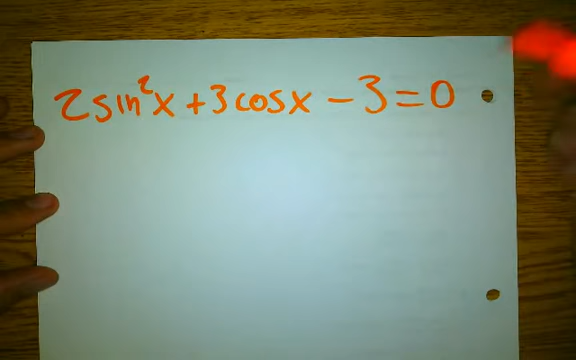 2sin²x + 3cosx − 3 = 0